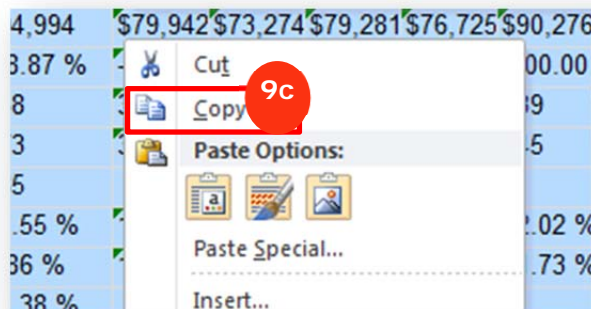 4,994 $79,942 $73,274 $79,281 $76,725 $90,276
3.87 % Cut 00.00
8 Copy 9c 39
3 Paste Options: 45
5
.55 % 2.02 %
36 % Paste Special... .73 %
38 % Insert...